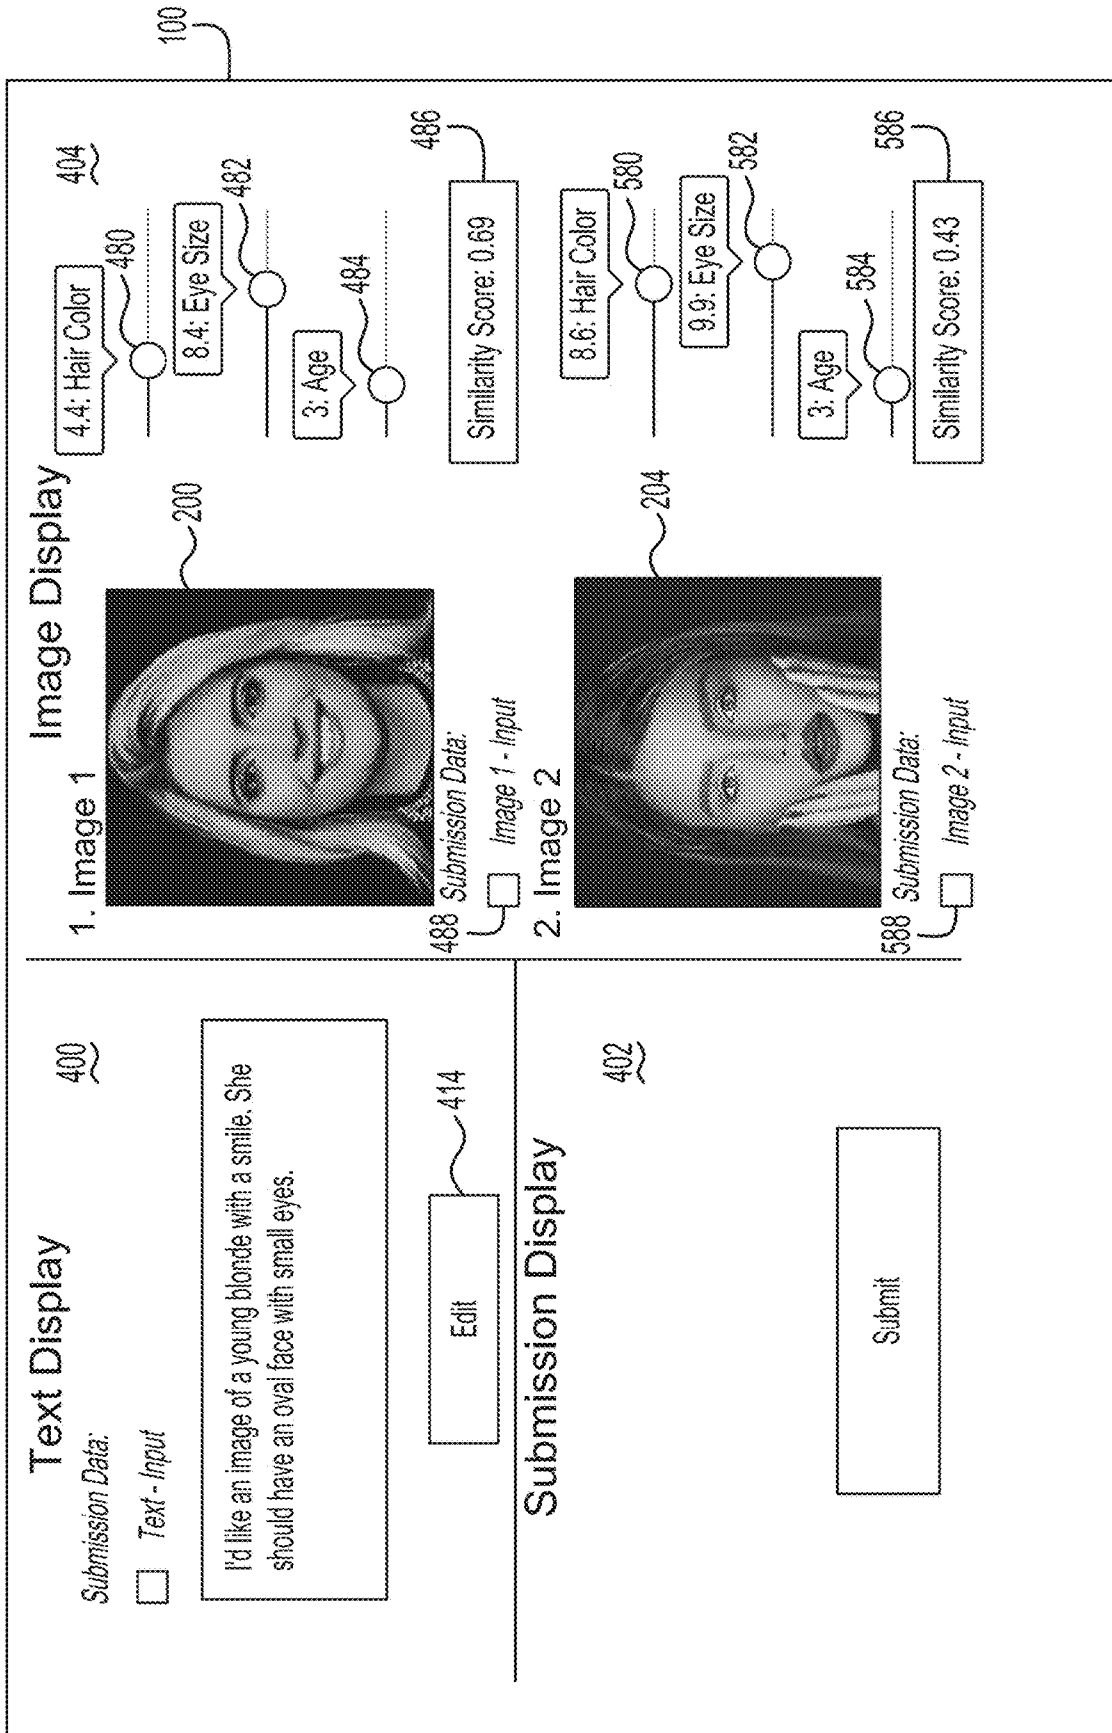 100
Text Display
400
Submission Data:
Text - Input
I'd like an image of a young blonde with a smile. She
should have an oval face with small eyes.
Edit
414
Submission Display
402
Submit
Image Display
404
1. Image 1
200
4.4: Hair Color
480
8.4: Eye Size
482
3: Age
484
Submission Data:
488
Image 1 - Input
Similarity Score: 0.69
486
2. Image 2
204
8.6: Hair Color
580
9.9: Eye Size
582
3: Age
584
Submission Data:
588
Image 2 - Input
Similarity Score: 0.43
586